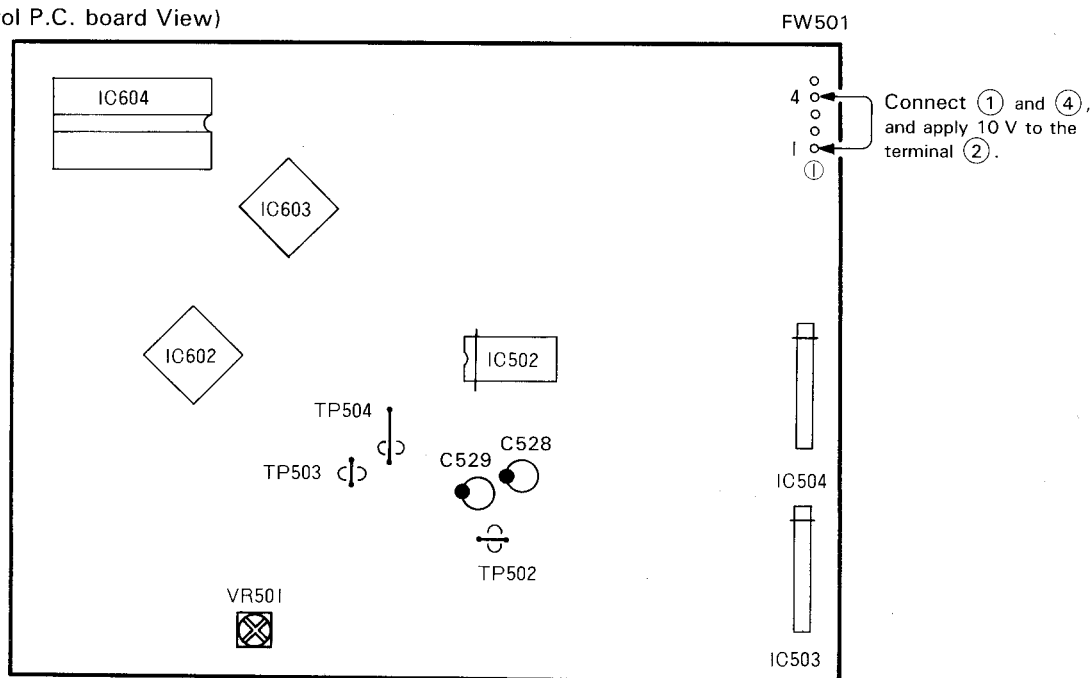 ol P.C. board View)
FW501
IC604
4
Connect ① and ④,
and apply 10 V to the
terminal ②.
1
①
IC603
IC602
IC502
TP504
C528
C529
TP503
IC504
TP502
VR501
IC503